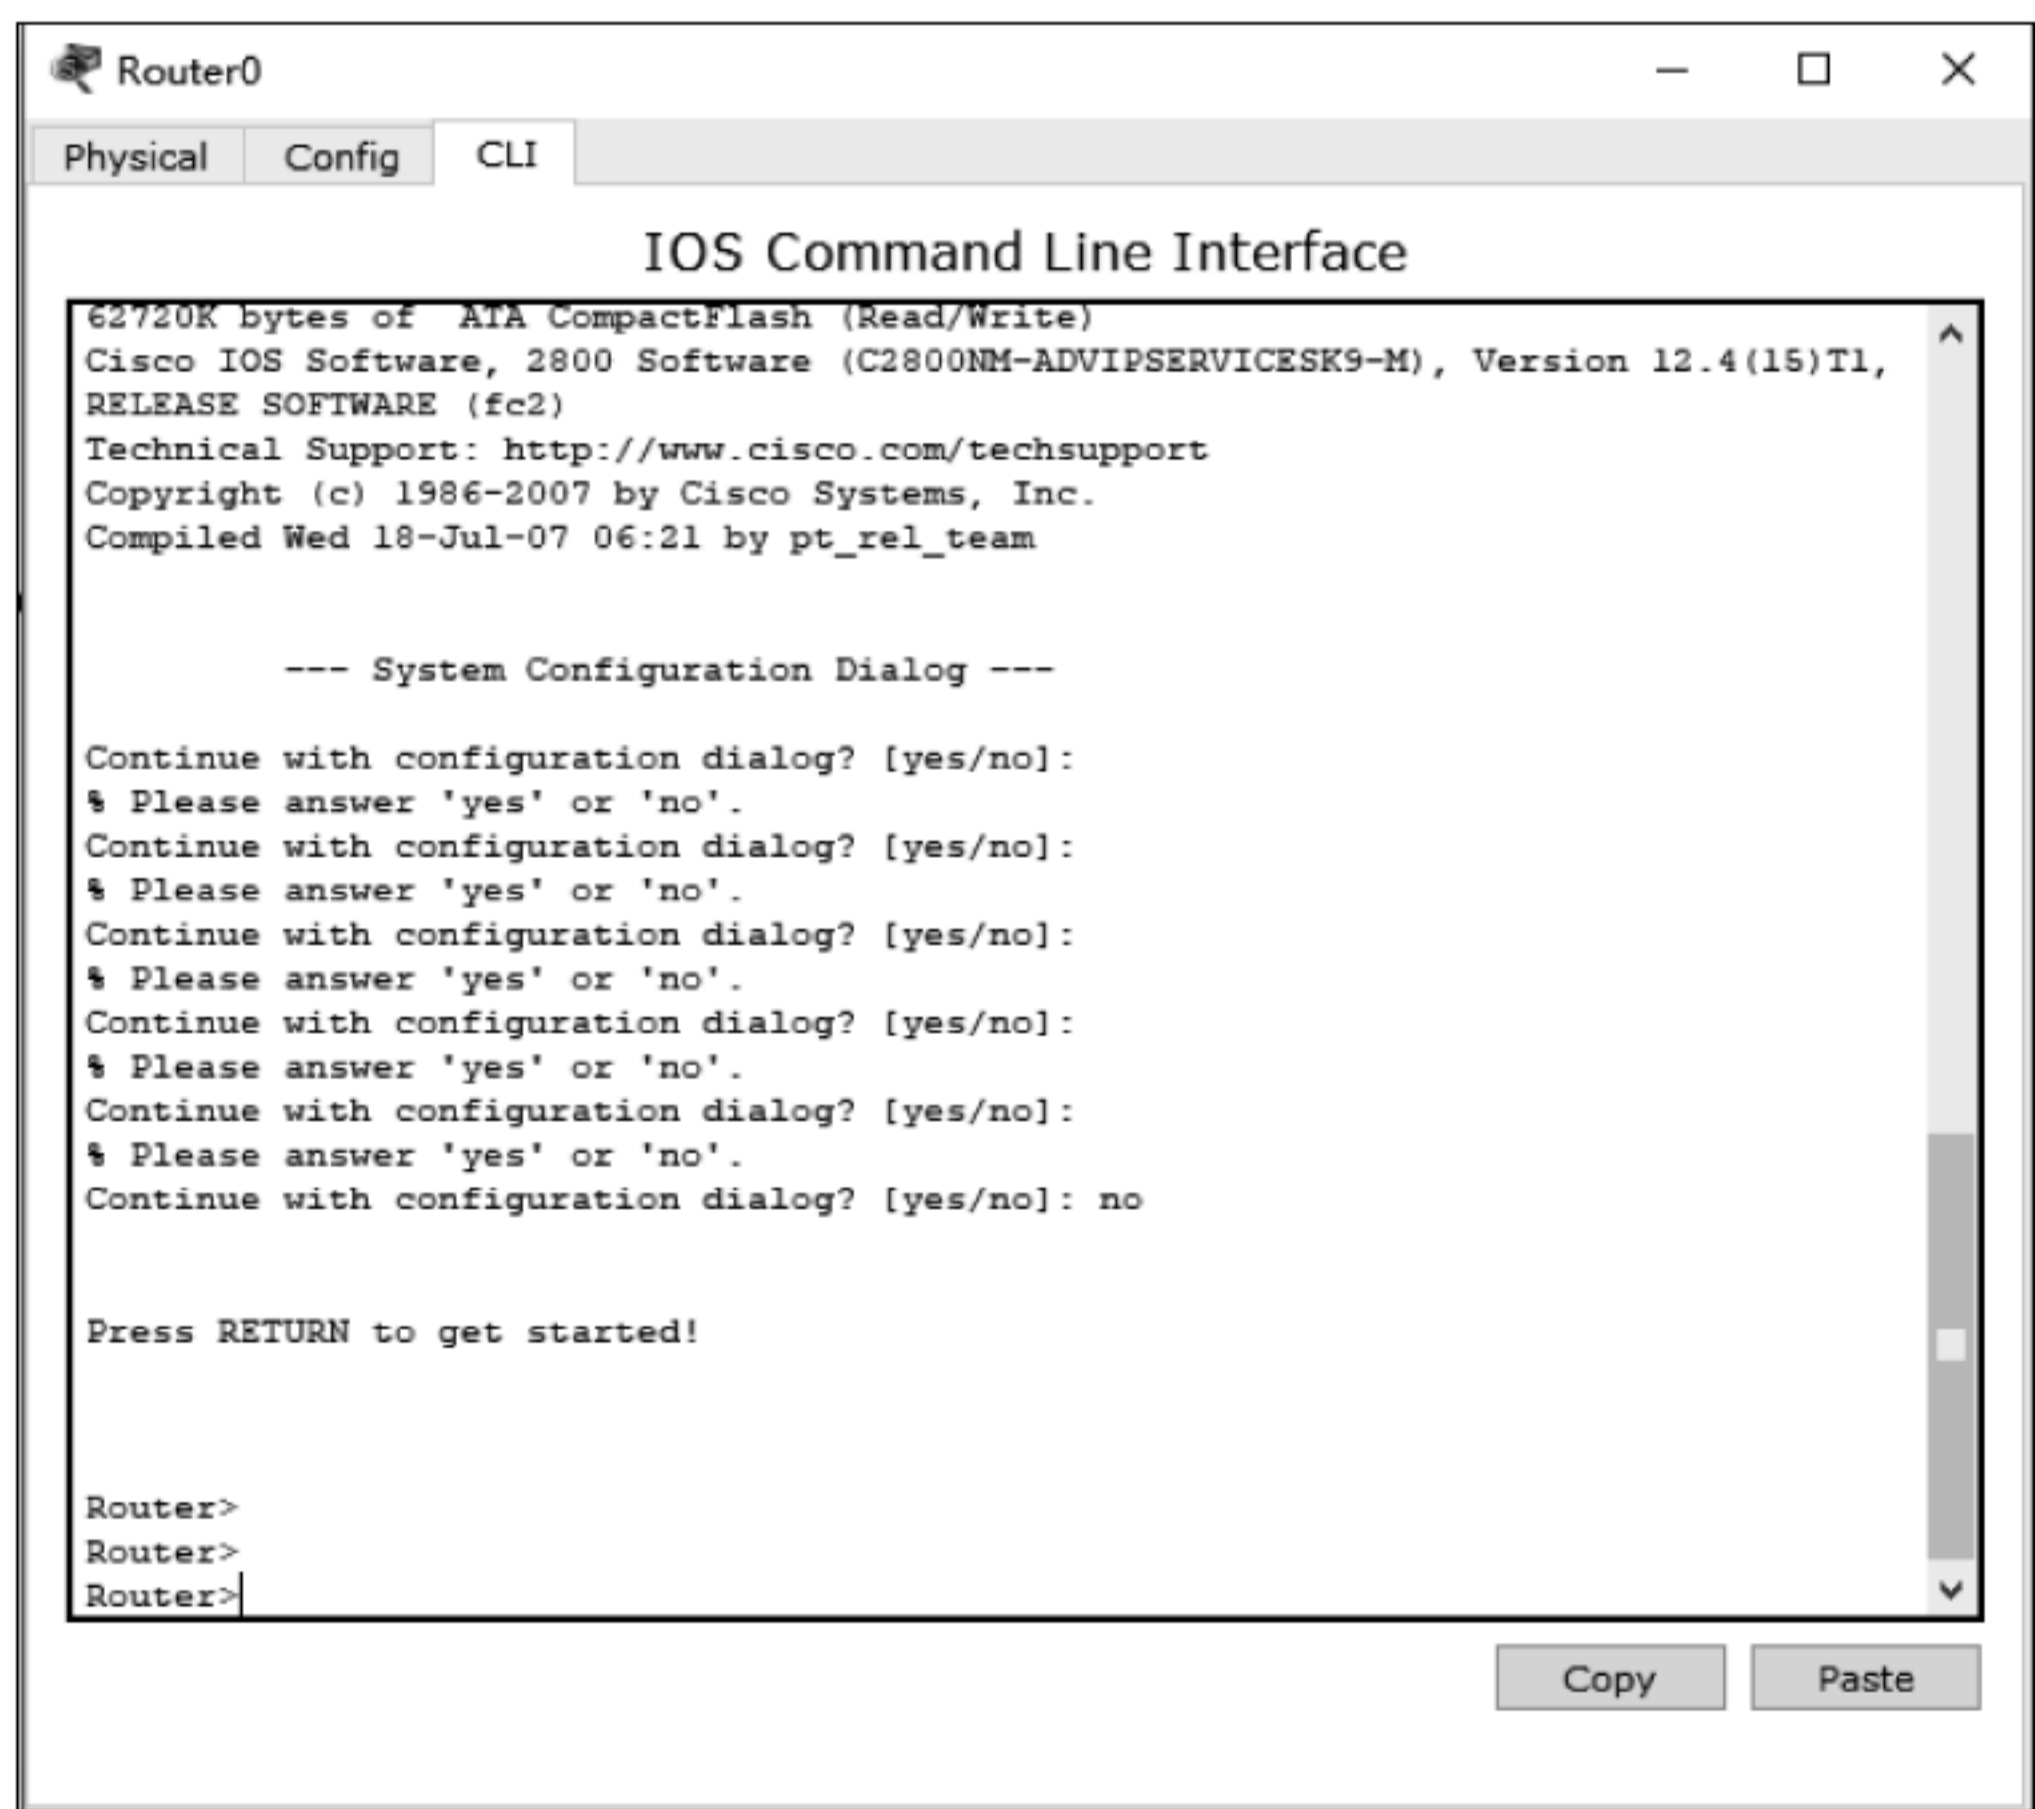 Router0
Physical Config CLI
IOS Command Line Interface
62720K bytes of  ATA CompactFlash (Read/Write)
Cisco IOS Software, 2800 Software (C2800NM-ADVIPSERVICESK9-M), Version 12.4(15)T1,
RELEASE SOFTWARE (fc2)
Technical Support: http://www.cisco.com/techsupport
Copyright (c) 1986-2007 by Cisco Systems, Inc.
Compiled Wed 18-Jul-07 06:21 by pt_rel_team
--- System Configuration Dialog ---
Continue with configuration dialog? [yes/no]:
% Please answer 'yes' or 'no'.
Continue with configuration dialog? [yes/no]:
% Please answer 'yes' or 'no'.
Continue with configuration dialog? [yes/no]:
% Please answer 'yes' or 'no'.
Continue with configuration dialog? [yes/no]:
% Please answer 'yes' or 'no'.
Continue with configuration dialog? [yes/no]:
% Please answer 'yes' or 'no'.
Continue with configuration dialog? [yes/no]: no
Press RETURN to get started!
Router>
Router>
Router>
Copy Paste